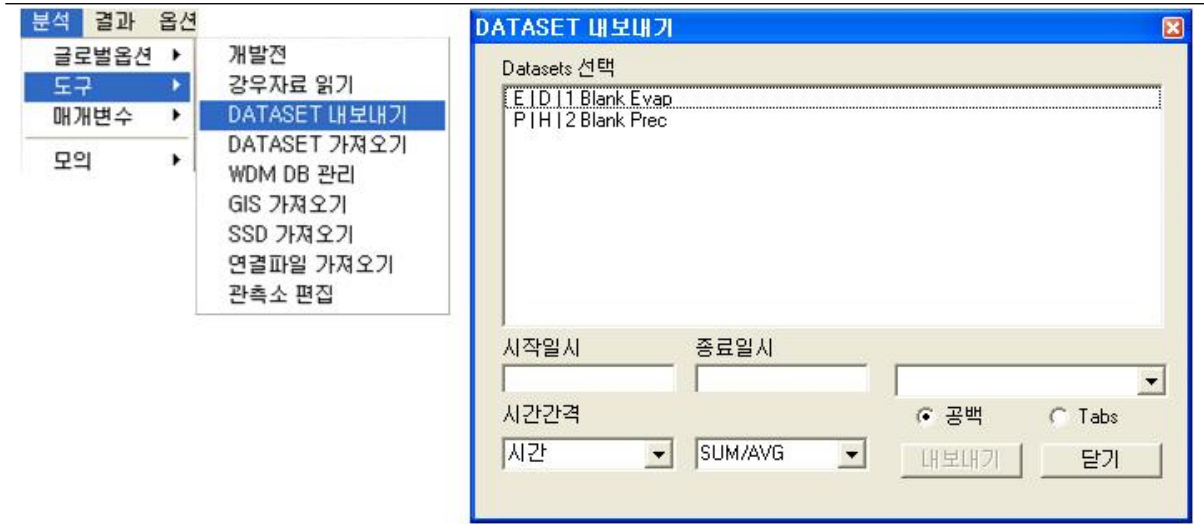 분석 결과 옵션
글로벌옵션
도구
매개변수
모의
개발전
강우자료 읽기
DATASET 내보내기
DATASET 가져오기
WDM DB 관리
GIS 가져오기
SSD 가져오기
연결파일 가져오기
관측소 편집
DATASET 내보내기
Datasets 선택
E | D | 1 Blank Evap
P | H | 2 Blank Prec
시작일시 종료일시
시간간격
공백 Tabs
시간 SUM/AVG 내보내기 닫기